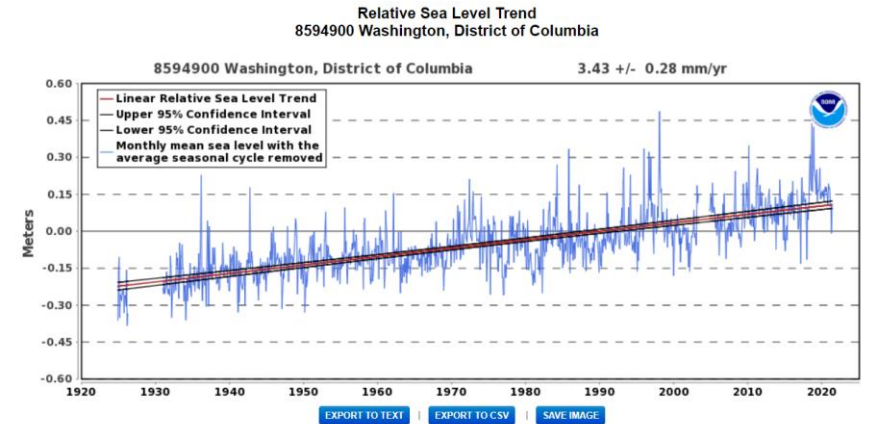 Relative Sea Level Trend
8594900 Washington, District of Columbia
8594900 Washington, District of Columbia 3.43 +/- 0.28 mm/yr
Linear Relative Sea Level Trend
Upper 95% Confidence Interval
Lower 95% Confidence Interval
Monthly mean sea level with the
average seasonal cycle removed
NOAA
Meters
0.60
0.45
0.30
0.15
0.00
-0.15
-0.30
-0.45
-0.60
1920 1930 1940 1950 1960 1970 1980 1990 2000 2010 2020
EXPORT TO TEXT | EXPORT TO CSV | SAVE IMAGE